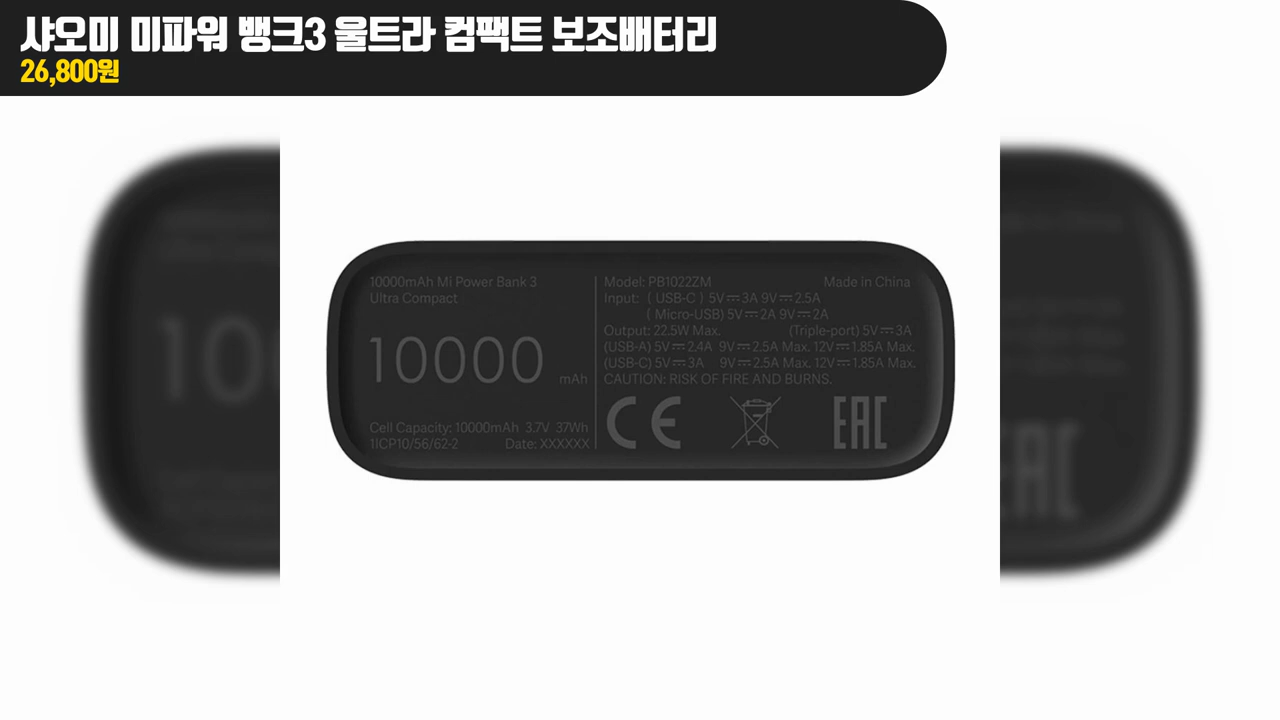 샤오미 미파워 뱅크3 울트라 컴팩트 보조배터리
26,800원
10000mAh Mi Power Bank 3
Ultra Compact
10000 mAh
Cell Capacity: 10000mAh 3.7V 37Wh
1ICP10/56/62-2 Date: XXXXXX
Model: PB1022ZM Made in China
Input: ( USB-C ) 5V⎓3A 9V⎓2.5A
( Micro-USB) 5V⎓2A 9V⎓2A
Output: 22.5W Max. (Triple-port) 5V⎓3A
(USB-A) 5V⎓2.4A 9V⎓2.5A Max. 12V⎓1.85A Max.
(USB-C) 5V⎓3A 9V⎓2.5A Max. 12V⎓1.85A Max.
CAUTION: RISK OF FIRE AND BURNS.
CE EAC